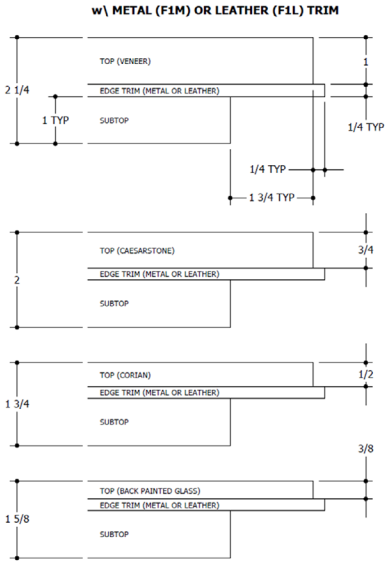 w\ METAL (F1M) OR LEATHER (F1L) TRIM
TOP (VENEER)
1
2 1/4
EDGE TRIM (METAL OR LEATHER)
1 TYP
SUBTOP
1/4 TYP
1/4 TYP
1 3/4 TYP
TOP (CAESARSTONE)
3/4
EDGE TRIM (METAL OR LEATHER)
2
SUBTOP
TOP (CORIAN)
1/2
EDGE TRIM (METAL OR LEATHER)
1 3/4
SUBTOP
3/8
TOP (BACK PAINTED GLASS)
EDGE TRIM (METAL OR LEATHER)
1 5/8
SUBTOP